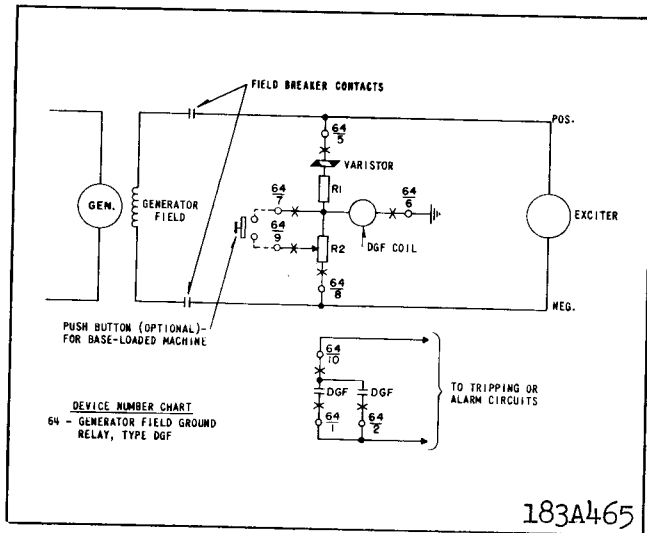 FIELD BREAKER CONTACTS
POS.
64
5
VARISTOR
R1
64
7
64
6
GEN.
GENERATOR
FIELD
64
9
R2
DGF COIL
EXCITER
64
8
NEG.
PUSH BUTTON (OPTIONAL)-
FOR BASE-LOADED MACHINE
64
10
DGF
DGF
TO TRIPPING OR
ALARM CIRCUITS
64
1
64
2
DEVICE NUMBER CHART
64 - GENERATOR FIELD GROUND
RELAY, TYPE DGF
183A465